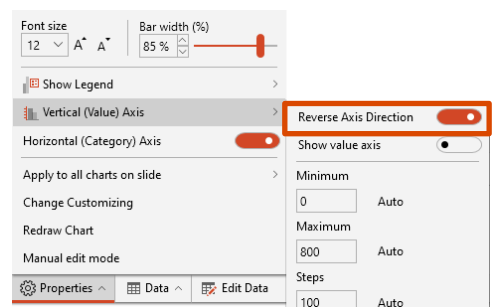 Font size
Bar width (%)
12
A A
85 %
Show Legend
Vertical (Value) Axis
Horizontal (Category) Axis
Apply to all charts on slide
Change Customizing
Redraw Chart
Manual edit mode
Properties
Data
Edit Data
Reverse Axis Direction
Show value axis
Minimum
0 Auto
Maximum
800 Auto
Steps
100 Auto